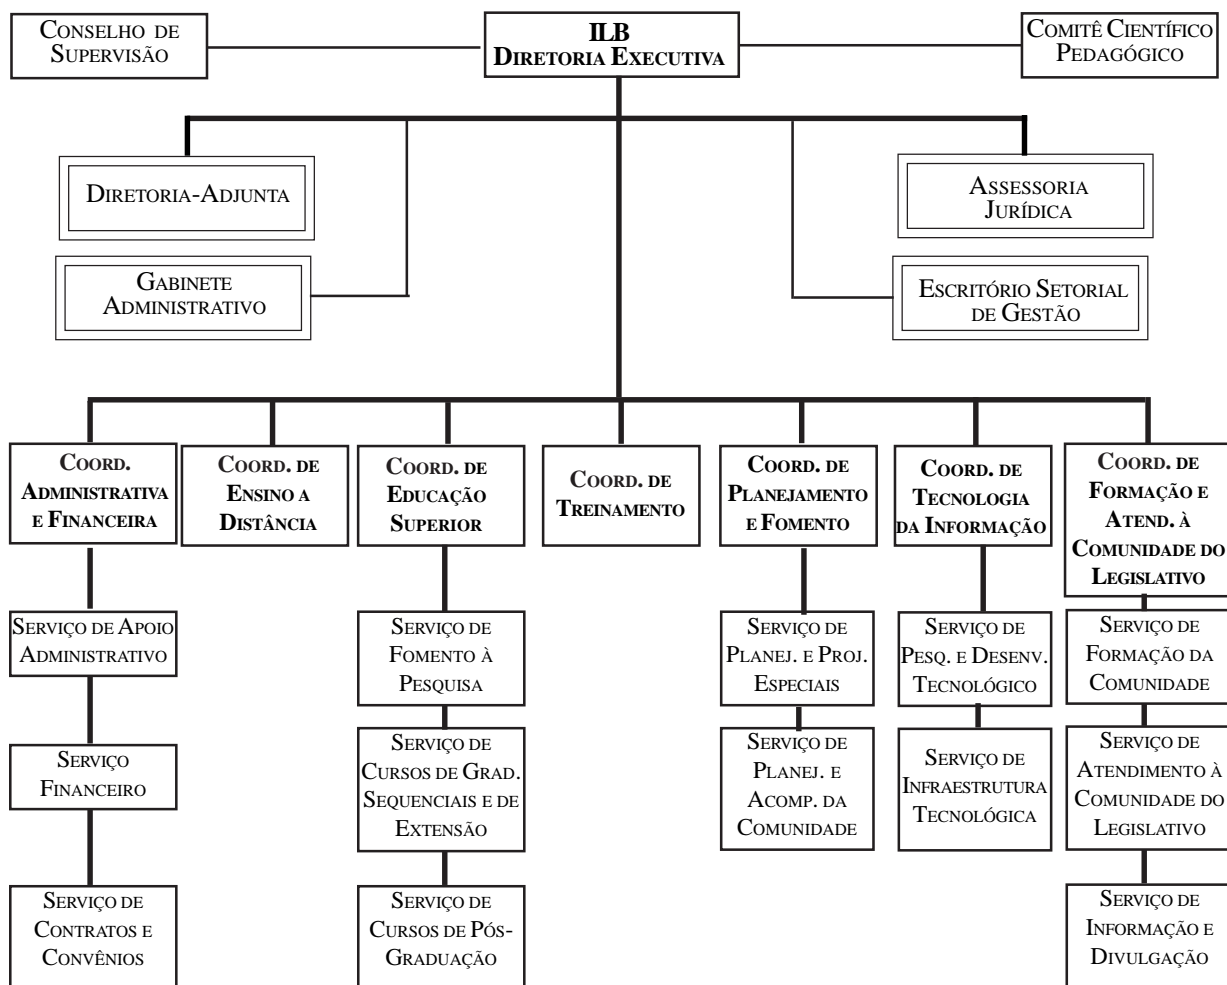 CONSELHO DE
SUPERVISÃO
ILB
DIRETORIA EXECUTIVA
COMITÊ CIENTÍFICO
PEDAGÓGICO
DIRETORIA-ADJUNTA
ASSESSORIA
JURÍDICA
GABINETE
ADMINISTRATIVO
ESCRITÓRIO SETORIAL
DE GESTÃO
COORD.
ADMINISTRATIVA
E FINANCEIRA
COORD. DE
ENSINO A
DISTÂNCIA
COORD. DE
EDUCAÇÃO
SUPERIOR
COORD. DE
TREINAMENTO
COORD. DE
PLANEJAMENTO
E FOMENTO
COORD. DE
TECNOLOGIA
DA INFORMAÇÃO
COORD. DE
FORMAÇÃO E
ATEND. À
COMUNIDADE DO
LEGISLATIVO
SERVIÇO DE APOIO
ADMINISTRATIVO
SERVIÇO DE
FOMENTO À
PESQUISA
SERVIÇO DE
PLANEJ. E PROJ.
ESPECIAIS
SERVIÇO DE
PESQ. E DESENV.
TECNOLÓGICO
SERVIÇO DE
FORMAÇÃO DA
COMUNIDADE
SERVIÇO
FINANCEIRO
SERVIÇO DE
CURSOS DE GRAD.
SEQUENCIAIS E DE
EXTENSÃO
SERVIÇO DE
PLANEJ. E
ACOMP. DA
COMUNIDADE
SERVIÇO DE
INFRAESTRUTURA
TECNOLÓGICA
SERVIÇO DE
ATENDIMENTO À
COMUNIDADE DO
LEGISLATIVO
SERVIÇO DE
CONTRATOS E
CONVÊNIOS
SERVIÇO DE
CURSOS DE PÓS-
GRADUAÇÃO
SERVIÇO DE
INFORMAÇÃO E
DIVULGAÇÃO